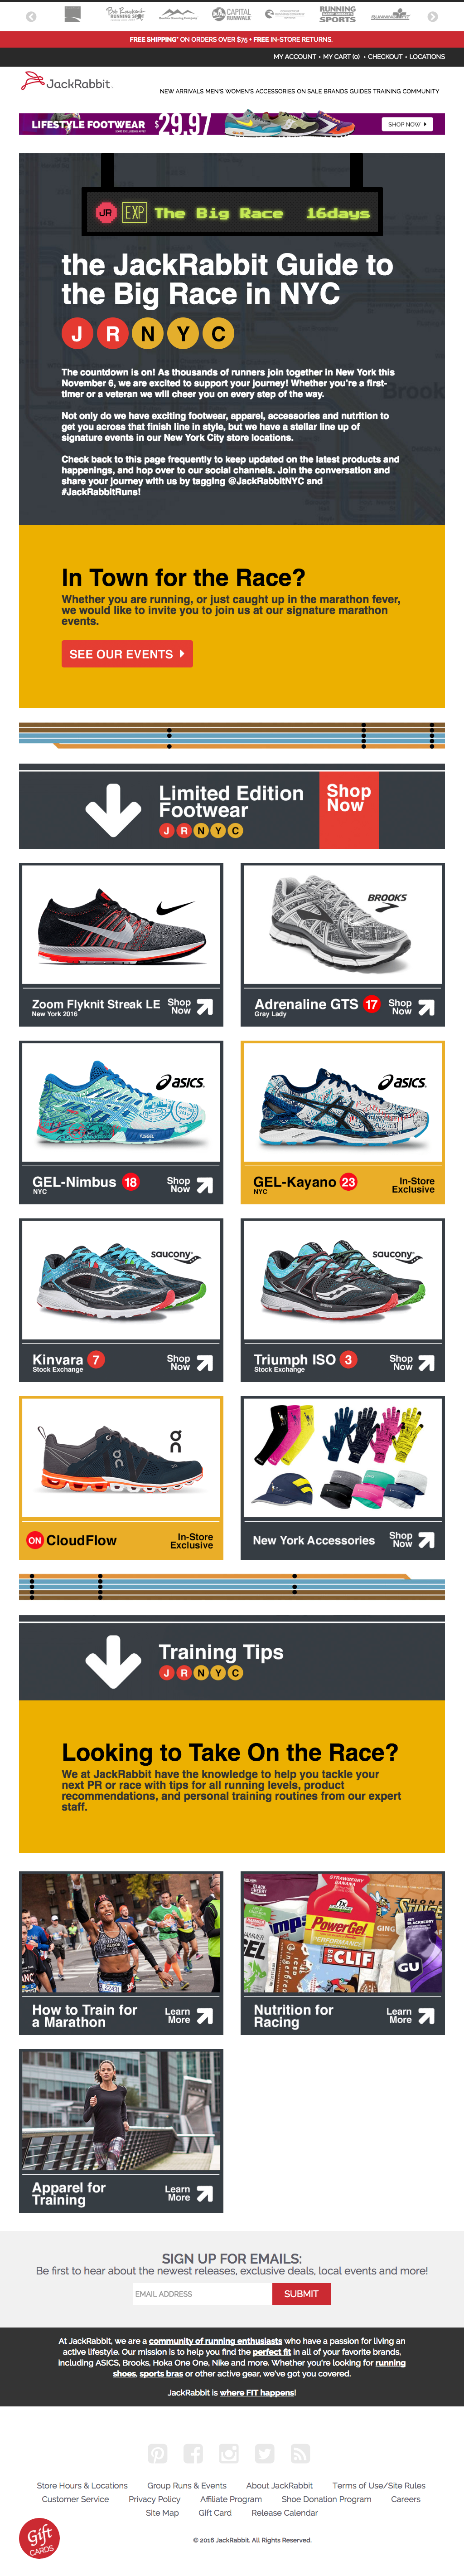 CAPITAL RUNWALK
RUNNING SPORTS
FREE SHIPPING* ON ORDERS OVER $75 + FREE IN-STORE RETURNS.
MY ACCOUNT • MY CART (0) • CHECKOUT • LOCATIONS
JackRabbit.
NEW ARRIVALS MEN'S WOMEN'S ACCESSORIES ON SALE BRANDS GUIDES TRAINING COMMUNITY
LIFESTYLE FOOTWEAR $29.97 SHOP NOW
JR EXP The Big Race 16days
the JackRabbit Guide to
the Big Race in NYC
J R N Y C
The countdown is on! As thousands of runners join together in New York this
November 6, we are excited to support your journey! Whether you're a first-
timer or a veteran we will cheer you on every step of the way.
Not only do we have exciting footwear, apparel, accessories and nutrition to
get you across that finish line in style, but we have a stellar line up of
signature events in our New York City store locations.
Check back to this page frequently to keep updated on the latest products and
happenings, and hop over to our social channels. Join the conversation and
share your journey with us by tagging @JackRabbitNYC and
#JackRabbitRuns!
In Town for the Race?
Whether you are running, or just caught up in the marathon fever,
we would like to invite you to join us at our signature marathon
events.
SEE OUR EVENTS
Limited Edition
Footwear
J R N Y C
Shop
Now
Zoom Flyknit Streak LE
New York 2016
Shop
Now
BROOKS
Adrenaline GTS 17
Gray Lady
Shop
Now
asics
GEL-Nimbus 18
NYC
Shop
Now
asics
GEL-Kayano 23
NYC
In-Store
Exclusive
saucony
Kinvara 7
Stock Exchange
Shop
Now
saucony
Triumph ISO 3
Stock Exchange
Shop
Now
ON CloudFlow
In-Store
Exclusive
New York Accessories
Shop
Now
Training Tips
J R N Y C
Looking to Take On the Race?
We at JackRabbit have the knowledge to help you tackle your
next PR or race with tips for all running levels, product
recommendations, and personal training routines from our expert
staff.
How to Train for
a Marathon
Learn
More
STRAWBERRY
BANANA
PowerGel
CLIF
GU
Nutrition for
Racing
Learn
More
Apparel for
Training
Learn
More
SIGN UP FOR EMAILS:
Be first to hear about the newest releases, exclusive deals, local events and more!
EMAIL ADDRESS SUBMIT
At JackRabbit, we are a community of running enthusiasts who have a passion for living an
active lifestyle. Our mission is to help you find the perfect fit in all of your favorite brands,
including ASICS, Brooks, Hoka One One, Nike and more. Whether you're looking for running
shoes, sports bras or other active gear, we've got you covered.
JackRabbit is where FIT happens!
Store Hours & Locations Group Runs & Events About JackRabbit Terms of Use/Site Rules
Customer Service Privacy Policy Affiliate Program Shoe Donation Program Careers
Site Map Gift Card Release Calendar
Gift
CARDS
© 2016 JackRabbit. All Rights Reserved.